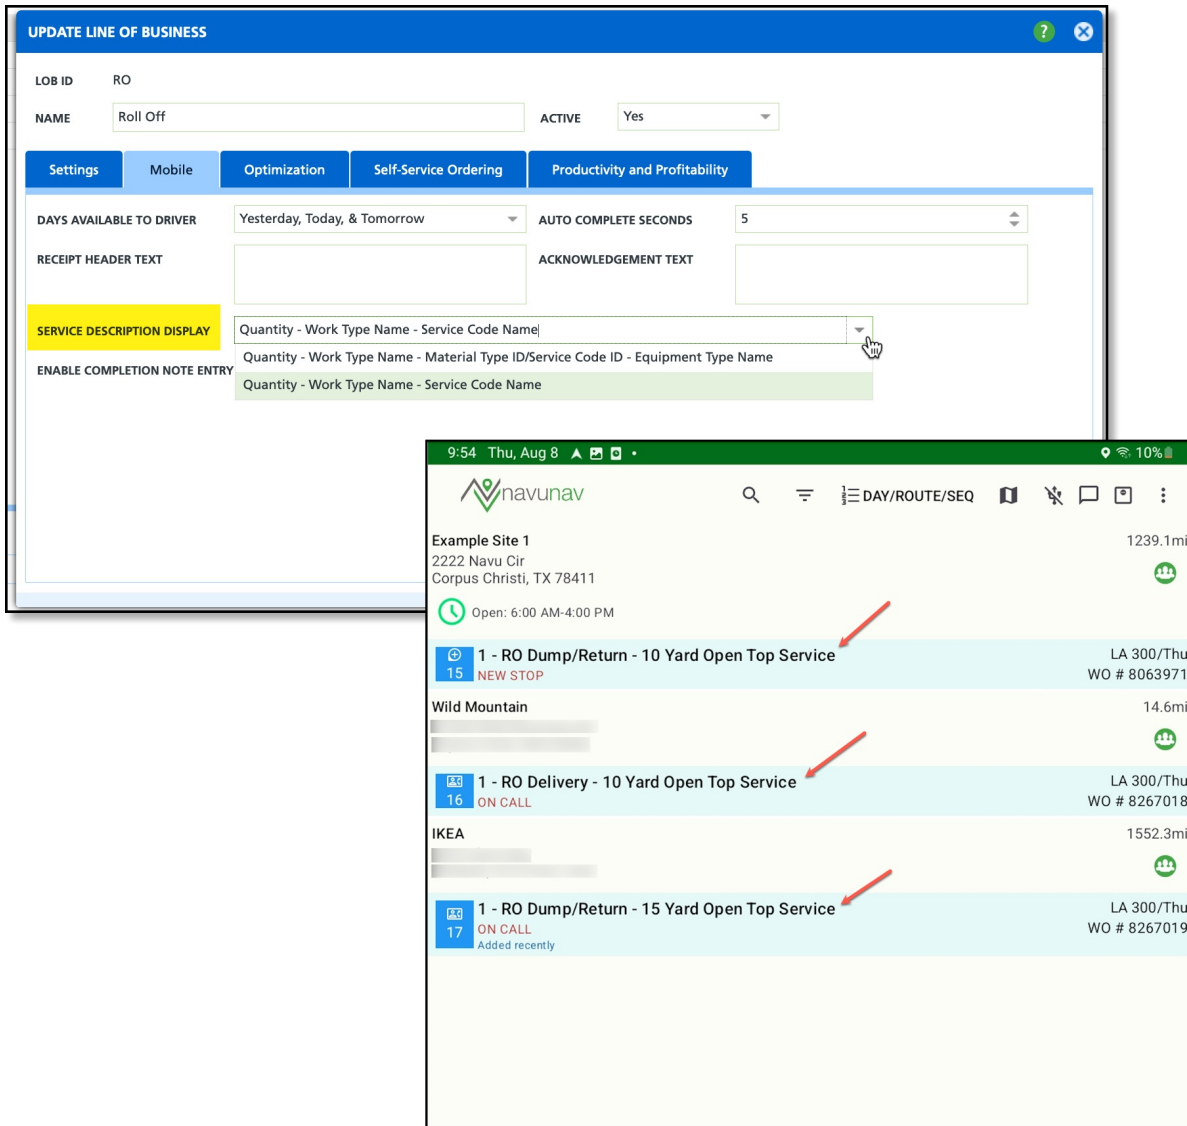 UPDATE LINE OF BUSINESS
?
LOB ID RO
NAME Roll Off ACTIVE Yes
Settings Mobile Optimization Self-Service Ordering Productivity and Profitability
DAYS AVAILABLE TO DRIVER Yesterday, Today, & Tomorrow AUTO COMPLETE SECONDS 5
RECEIPT HEADER TEXT ACKNOWLEDGEMENT TEXT
SERVICE DESCRIPTION DISPLAY Quantity - Work Type Name - Service Code Name
Quantity - Work Type Name - Material Type ID/Service Code ID - Equipment Type Name
ENABLE COMPLETION NOTE ENTRY
Quantity - Work Type Name - Service Code Name
9:54 Thu, Aug 8 10%
navunav DAY/ROUTE/SEQ
Example Site 1 1239.1mi
2222 Navu Cir
Corpus Christi, TX 78411
Open: 6:00 AM-4:00 PM
1 - RO Dump/Return - 10 Yard Open Top Service LA 300/Thu
15 NEW STOP WO # 8063971
Wild Mountain 14.6mi
1 - RO Delivery - 10 Yard Open Top Service LA 300/Thu
16 ON CALL WO # 8267018
IKEA 1552.3mi
1 - RO Dump/Return - 15 Yard Open Top Service LA 300/Thu
17 ON CALL WO # 8267019
Added recently